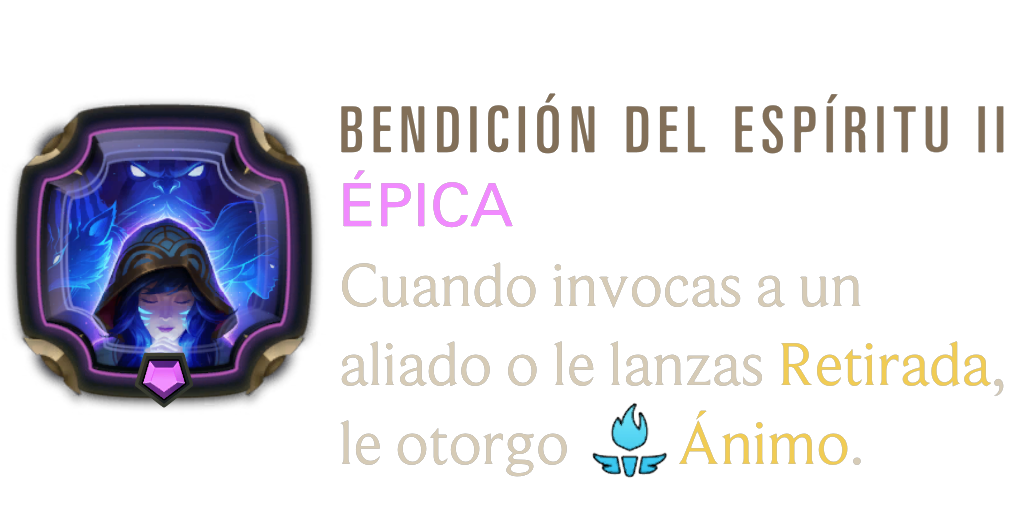 BENDICIÓN DEL ESPÍRITU II
ÉPICA
Cuando invocas a un
aliado o le lanzas Retirada,
le otorgo Ánimo.